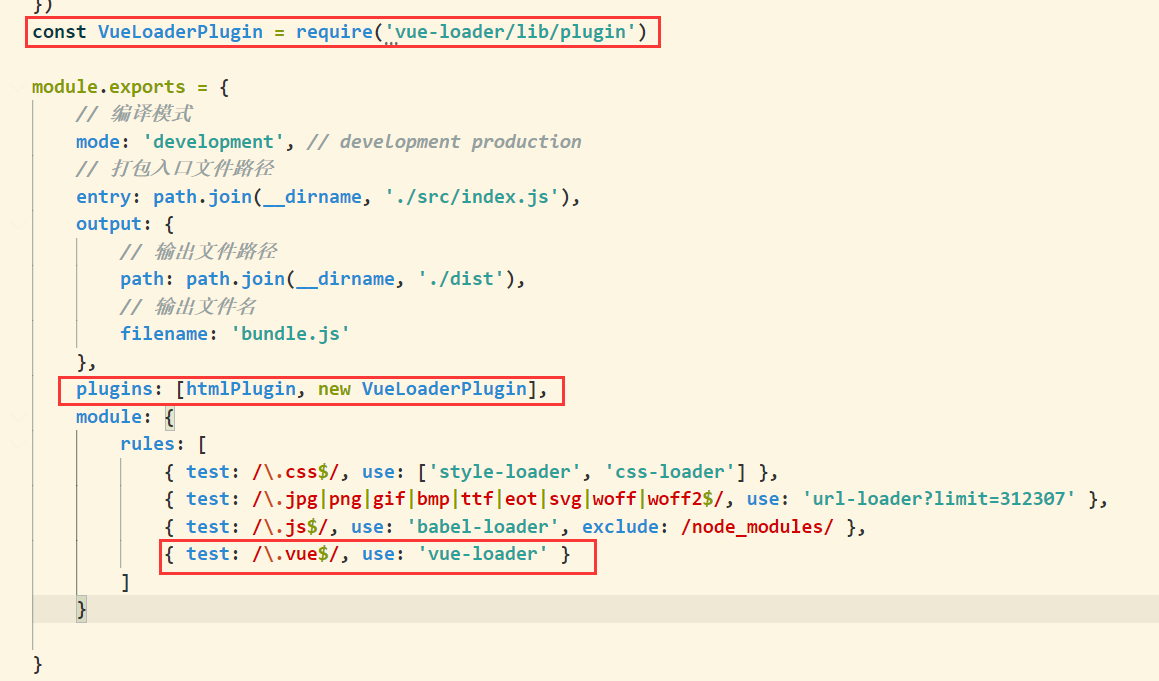 })
const VueLoaderPlugin = require('vue-loader/lib/plugin')
module.exports = {
// 编译模式
mode: 'development', // development production
// 打包入口文件路径
entry: path.join(__dirname, './src/index.js'),
output: {
// 输出文件路径
path: path.join(__dirname, './dist'),
// 输出文件名
filename: 'bundle.js'
},
plugins: [htmlPlugin, new VueLoaderPlugin],
module: {
rules: [
{ test: /\.css$/, use: ['style-loader', 'css-loader'] },
{ test: /\.jpg|png|gif|bmp|ttf|eot|svg|woff|woff2$/, use: 'url-loader?limit=312307' },
{ test: /\.js$/, use: 'babel-loader', exclude: /node_modules/ },
{ test: /\.vue$/, use: 'vue-loader' }
]
}
}